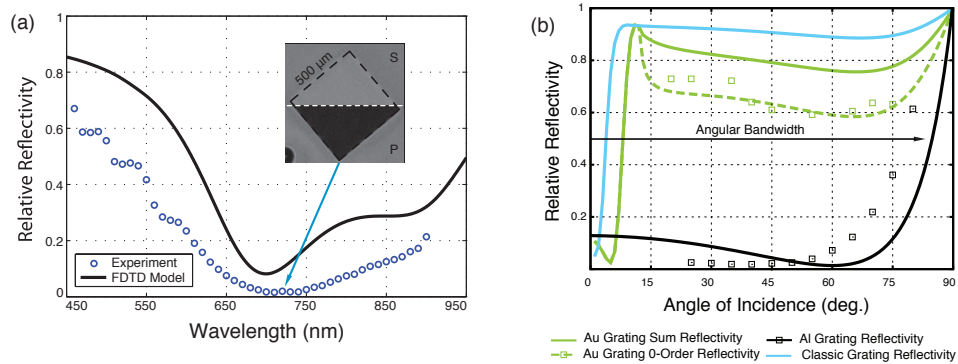 (a)
Relative Reflectivity
1
0.8
0.6
0.4
0.2
0
450
550
650
750
850
950
Wavelength (nm)
Experiment
FDTD Model
500 μm
S
P
(b)
Relative Reflectivity
1
0.8
0.6
0.4
0.2
0
15
30
45
60
75
90
Angle of Incidence (deg.)
Angular Bandwidth
Au Grating Sum Reflectivity
Au Grating 0-Order Reflectivity
Al Grating Reflectivity
Classic Grating Reflectivity